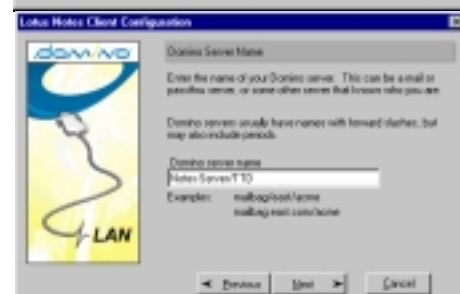 Lotus Notes Client Configuration
domino
Domino Server Name
Enter the name of your Domino server. This can be a mail or
passthru server, or some other server that knows who you are.
Domino servers usually have names with forward slashes, but
may also include periods.
Domino server name
Notes-Server/TTO
Examples: mailbag/east/acme
mailbag.east.com/acme
LAN
Previous Next Cancel